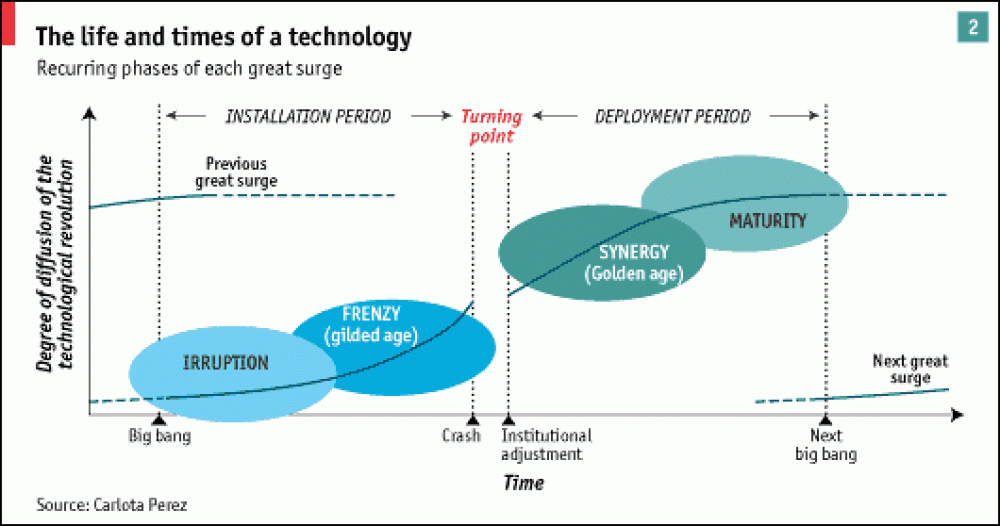 The life and times of a technology
2
Recurring phases of each great surge
INSTALLATION PERIOD
Turning
point
DEPLOYMENT PERIOD
Degree of diffusion of the
technological revolution
Previous
great surge
MATURITY
SYNERGY
(Golden age)
FRENZY
(gilded age)
IRRUPTION
Next great
surge
Big bang
Crash
Institutional
adjustment
Next
big bang
Time
Source: Carlota Perez